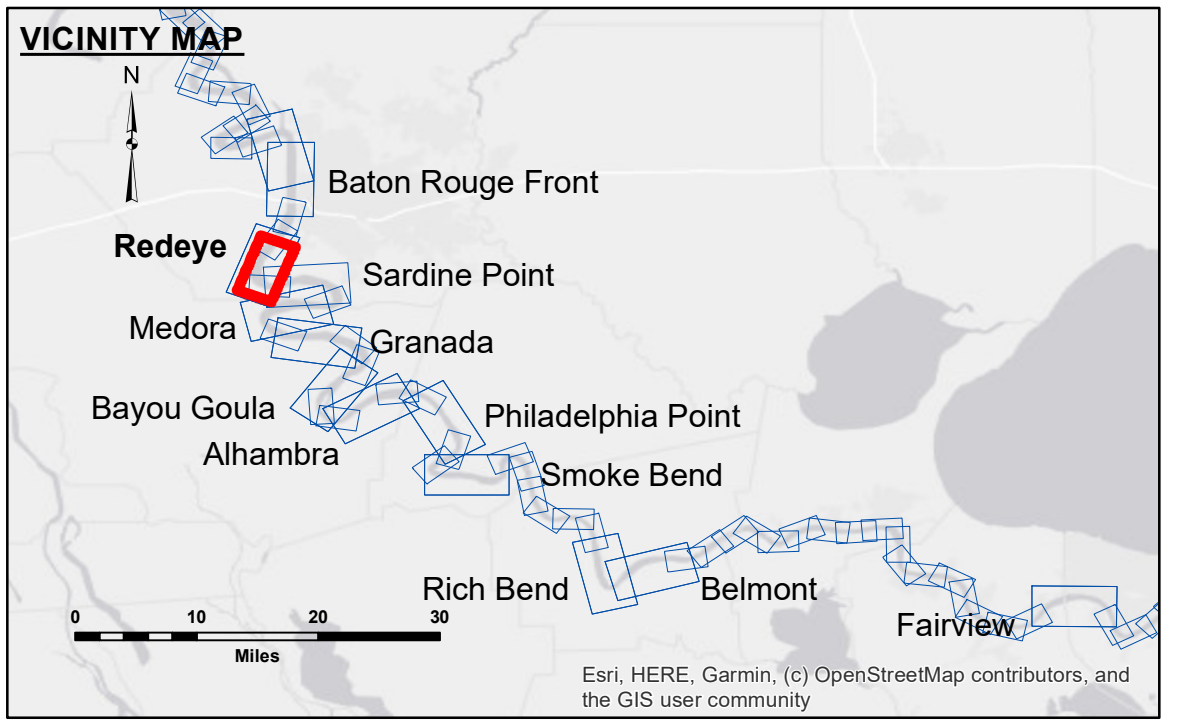 VICINITY MAP
N
Baton Rouge Front
Redeye
Sardine Point
Medora
Granada
Bayou Goula
Philadelphia Point
Alhambra
Smoke Bend
Rich Bend
Belmont
Fairview
0 10 20 30
Miles
Esri, HERE, Garmin, (c) OpenStreetMap contributors, and
the GIS user community